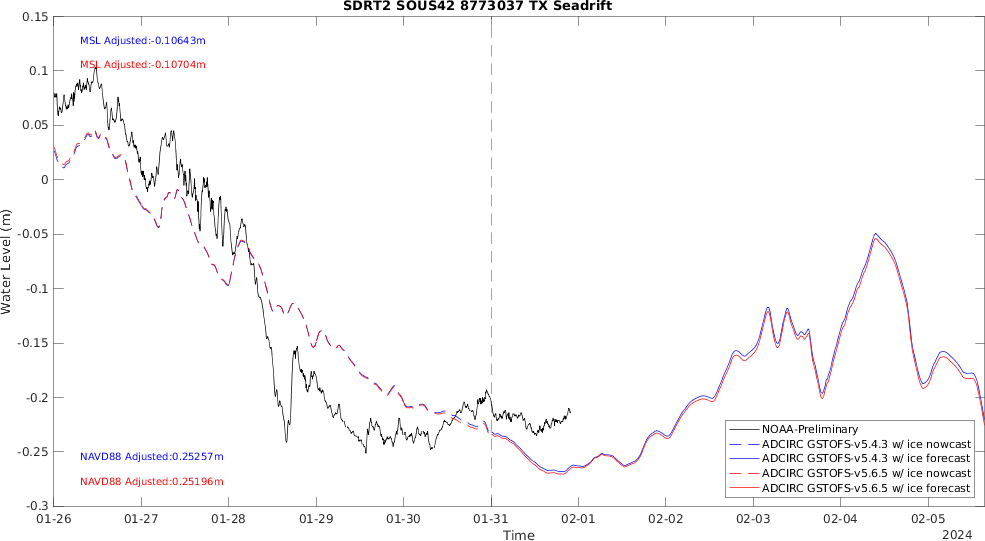 SDRT2 SOUS42 8773037 TX Seadrift
0.15
MSL Adjusted:-0.10643m
MSL Adjusted:-0.10704m
0.1
0.05
0
-0.05
-0.1
-0.15
-0.2
-0.25
-0.3
Water Level (m)
NAVD88 Adjusted:0.25257m
NAVD88 Adjusted:0.25196m
NOAA-Preliminary
ADCIRC GSTOFS-v5.4.3 w/ ice nowcast
ADCIRC GSTOFS-v5.4.3 w/ ice forecast
ADCIRC GSTOFS-v5.6.5 w/ ice nowcast
ADCIRC GSTOFS-v5.6.5 w/ ice forecast
01-26 01-27 01-28 01-29 01-30 01-31 02-01 02-02 02-03 02-04 02-05
Time
2024